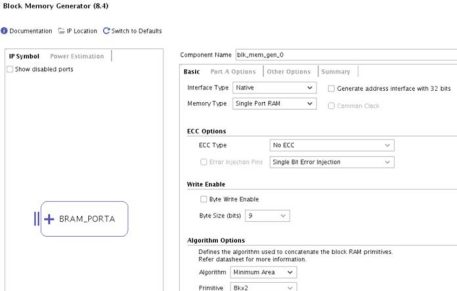 Block Memory Generator (8.4)
Documentation IP Location Switch to Defaults
IP Symbol Power Estimation
Show disabled ports
BRAM_PORTA
Component Name blk_mem_gen_0
Basic Port A Options Other Options Summary
Interface Type Native Generate address interface with 32 bits
Memory Type Single Port RAM Common Clock
ECC Options
ECC Type No ECC
Error Injection Pins Single Bit Error Injection
Write Enable
Byte Write Enable
Byte Size (bits) 9
Algorithm Options
Defines the algorithm used to concatenate the block RAM primitives.
Refer datasheet for more information.
Algorithm Minimum Area
Primitive 8kx2